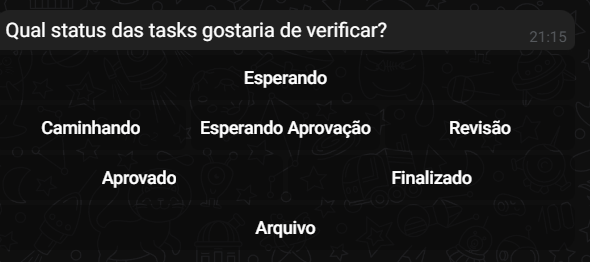 Qual status das tasks gostaria de verificar?
21:15
Esperando
Caminhando Esperando Aprovação Revisão
Aprovado Finalizado
Arquivo